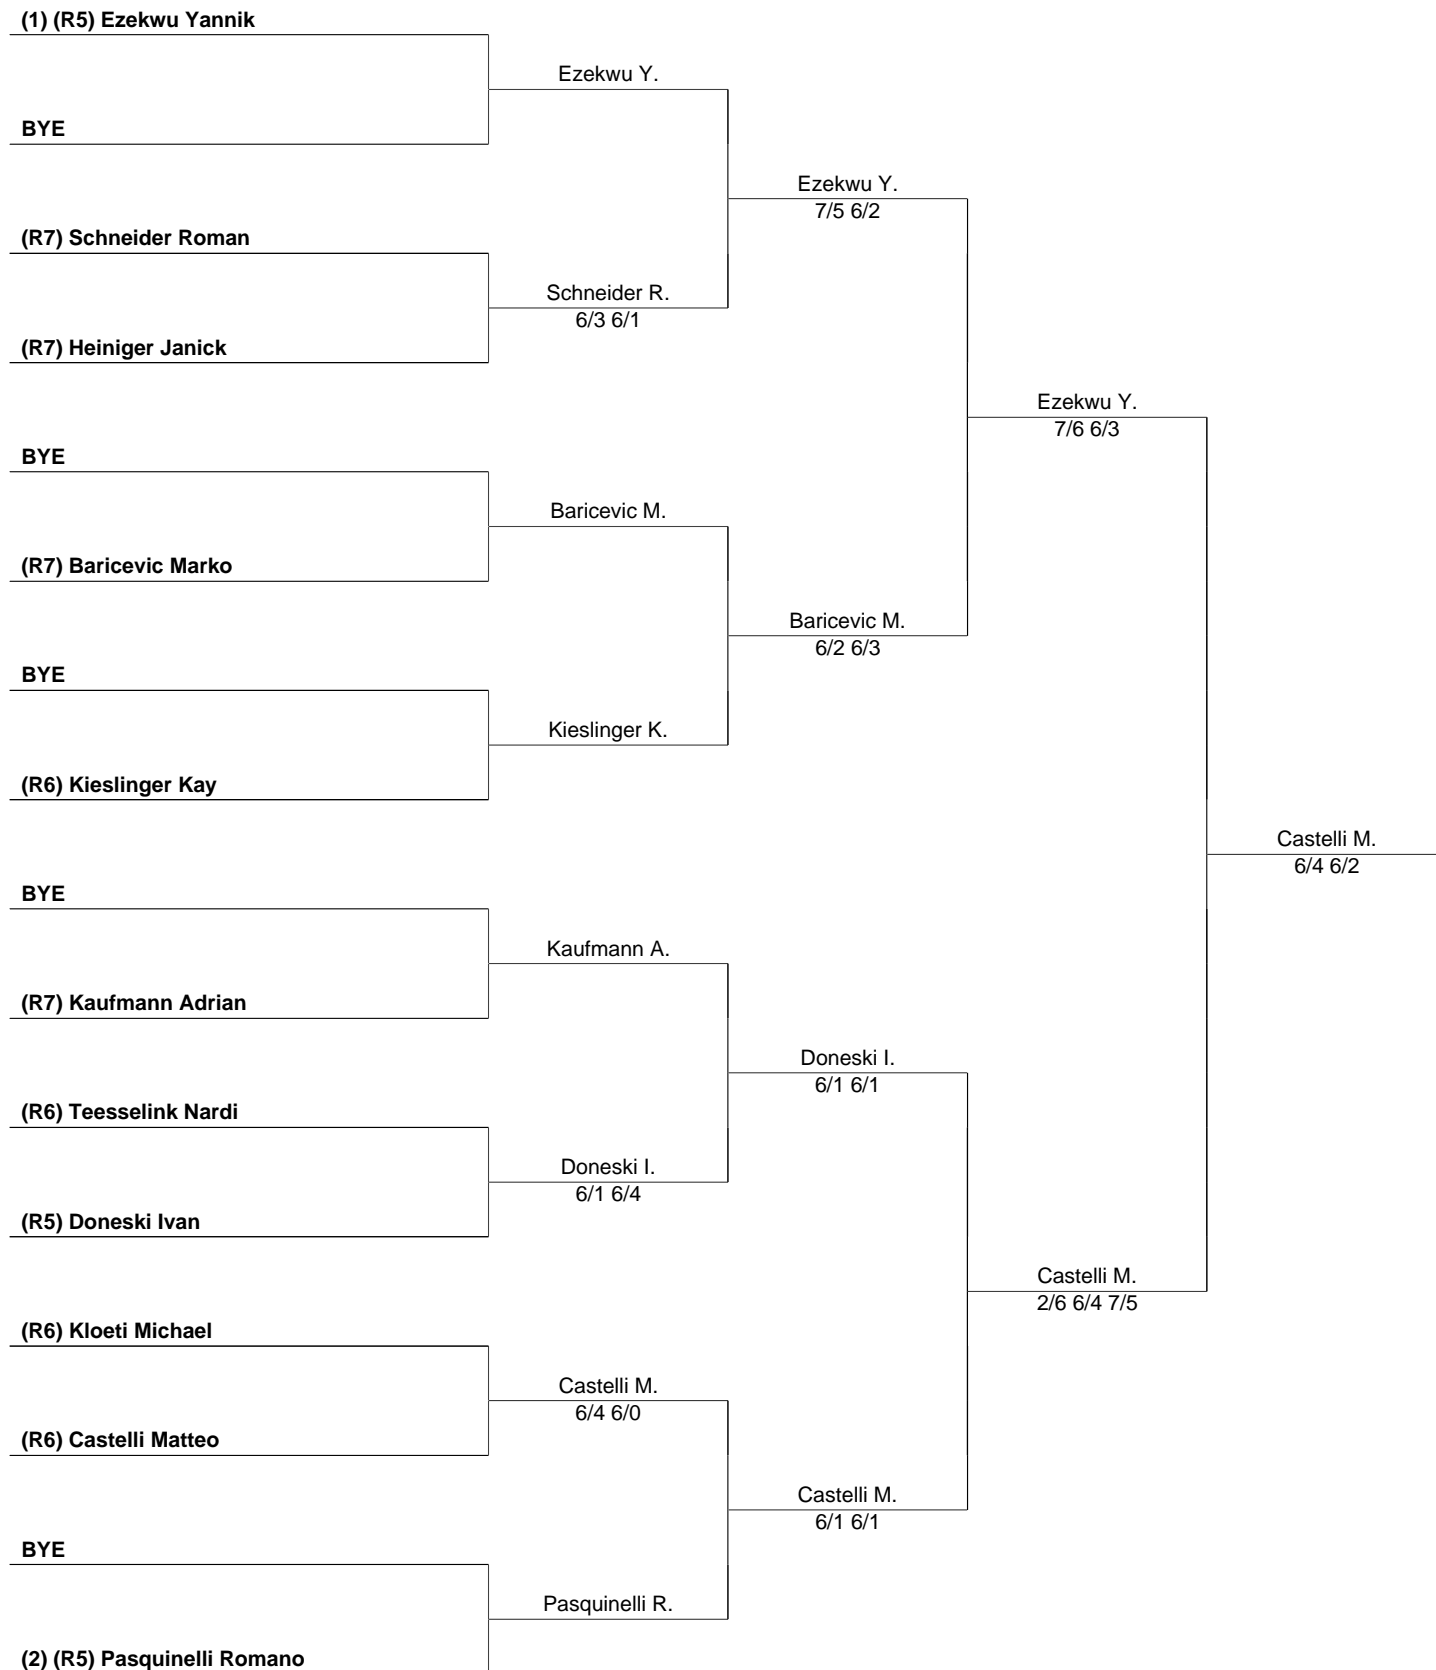 (1) (R5) Ezekwu Yannik
Ezekwu Y.
BYE
Ezekwu Y.
7/5 6/2
(R7) Schneider Roman
Schneider R.
6/3 6/1
(R7) Heiniger Janick
Ezekwu Y.
7/6 6/3
BYE
Baricevic M.
(R7) Baricevic Marko
Baricevic M.
6/2 6/3
BYE
Kieslinger K.
(R6) Kieslinger Kay
Castelli M.
6/4 6/2
BYE
Kaufmann A.
(R7) Kaufmann Adrian
Doneski I.
6/1 6/1
(R6) Teesselink Nardi
Doneski I.
6/1 6/4
(R5) Doneski Ivan
Castelli M.
2/6 6/4 7/5
(R6) Kloeti Michael
Castelli M.
6/4 6/0
(R6) Castelli Matteo
Castelli M.
6/1 6/1
BYE
Pasquinelli R.
(2) (R5) Pasquinelli Romano